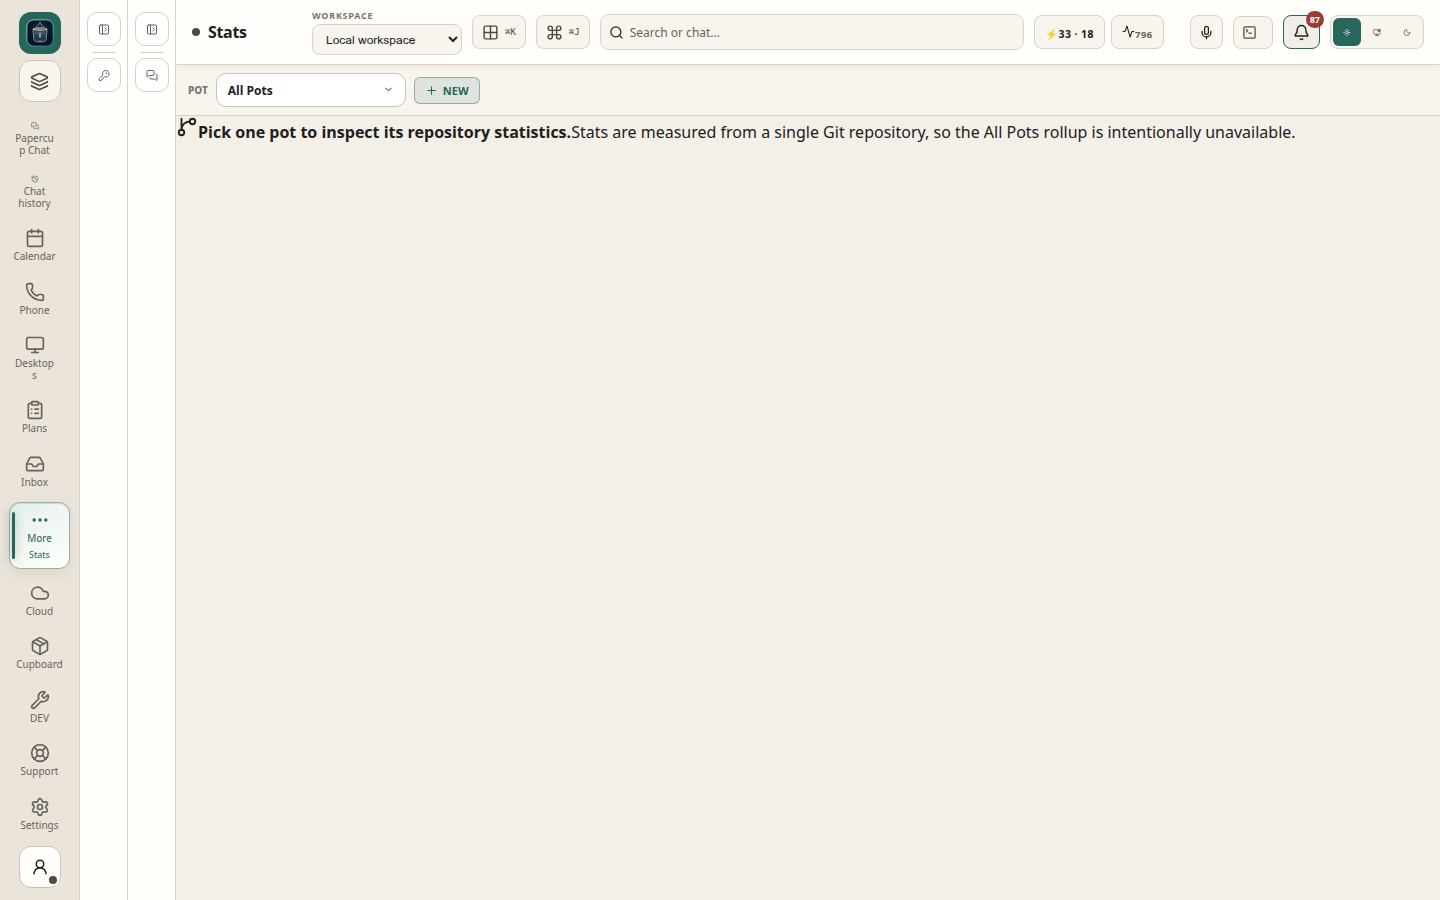 Stats
WORKSPACE
Local workspace
⌘K
⌘J
Search or chat...
⚡33 · 18
796
87
POT
All Pots
+ NEW
Pick one pot to inspect its repository statistics.Stats are measured from a single Git repository, so the All Pots rollup is intentionally unavailable.
Papercu
p Chat
Chat
history
Calendar
Phone
Desktop
s
Plans
Inbox
More
Stats
Cloud
Cupboard
DEV
Support
Settings